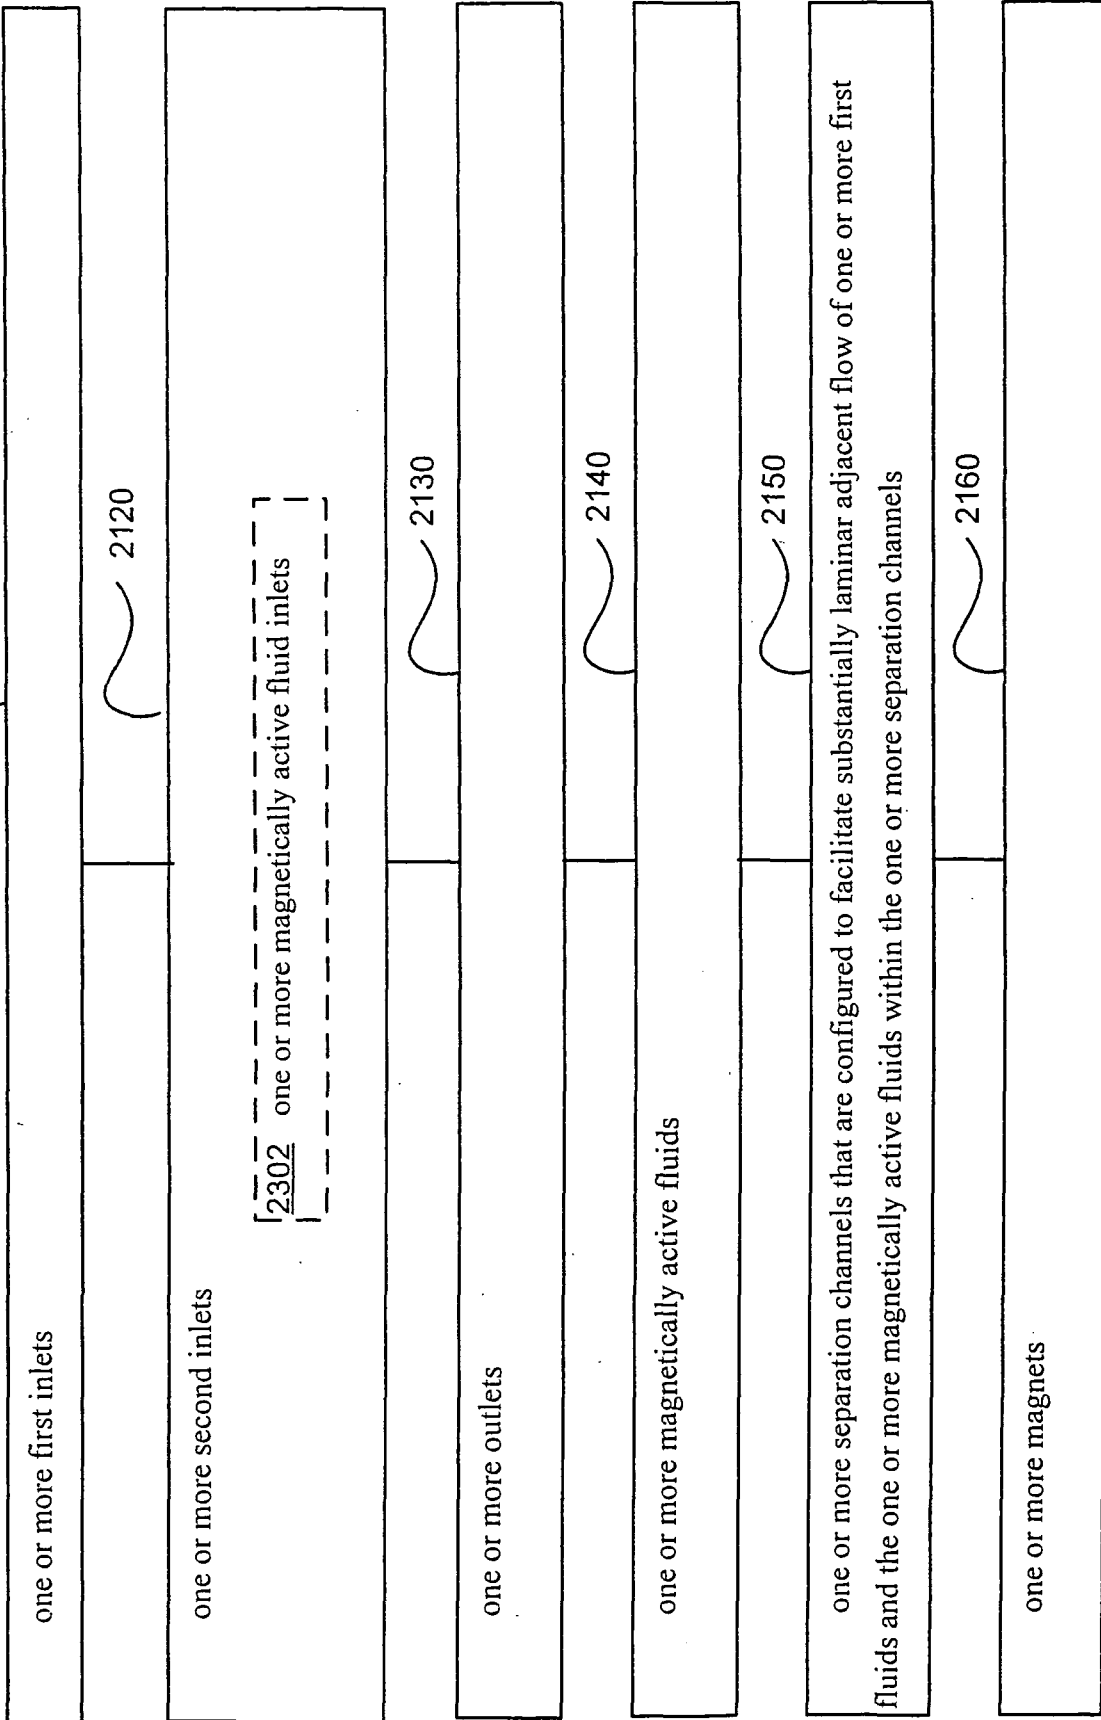 one or more first inlets
2120
one or more second inlets
2302 one or more magnetically active fluid inlets
2130
one or more outlets
2140
one or more magnetically active fluids
2150
one or more separation channels that are configured to facilitate substantially laminar adjacent flow of one or more first
fluids and the one or more magnetically active fluids within the one or more separation channels
2160
one or more magnets